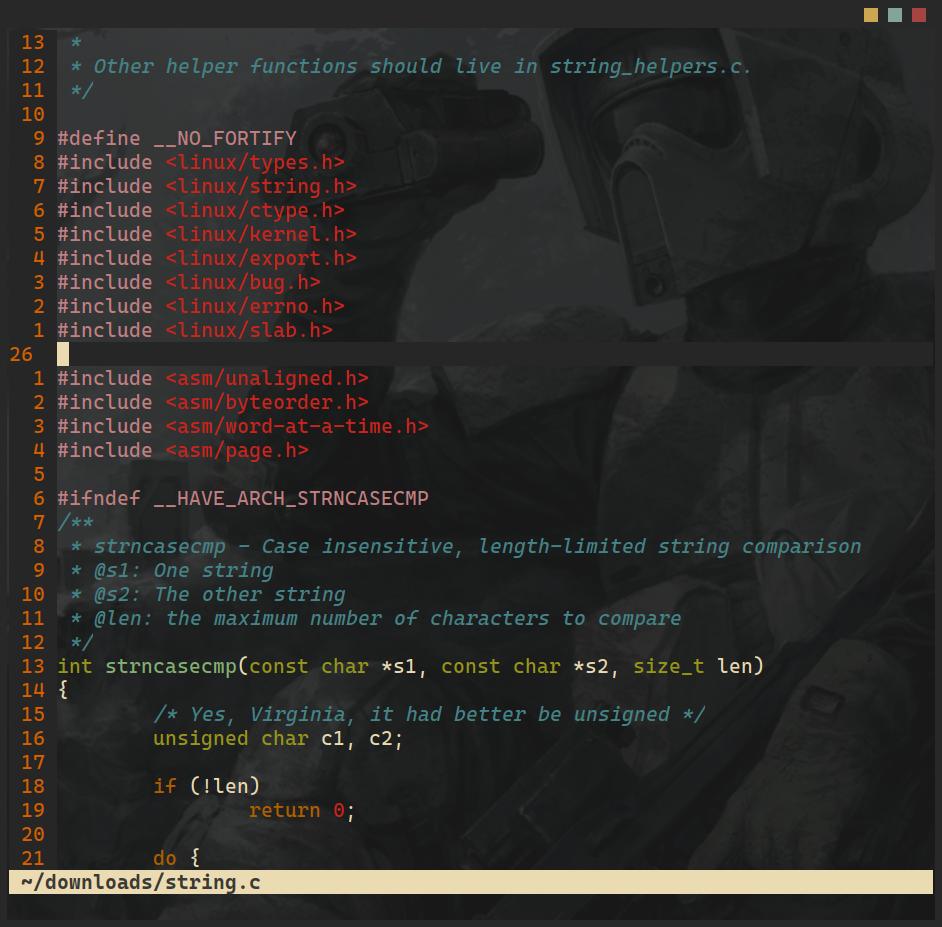 13  *
12  * Other helper functions should live in string_helpers.c.
11  */
10
9 #define __NO_FORTIFY
8 #include <linux/types.h>
7 #include <linux/string.h>
6 #include <linux/ctype.h>
5 #include <linux/kernel.h>
4 #include <linux/export.h>
3 #include <linux/bug.h>
2 #include <linux/errno.h>
1 #include <linux/slab.h>
26
1 #include <asm/unaligned.h>
2 #include <asm/byteorder.h>
3 #include <asm/word-at-a-time.h>
4 #include <asm/page.h>
5
6 #ifndef __HAVE_ARCH_STRNCASECMP
7 /**
8  * strncasecmp - Case insensitive, length-limited string comparison
9  * @s1: One string
10  * @s2: The other string
11  * @len: the maximum number of characters to compare
12  */
13 int strncasecmp(const char *s1, const char *s2, size_t len)
14 {
15         /* Yes, Virginia, it had better be unsigned */
16         unsigned char c1, c2;
17
18         if (!len)
19                 return 0;
20
21         do {
~/downloads/string.c